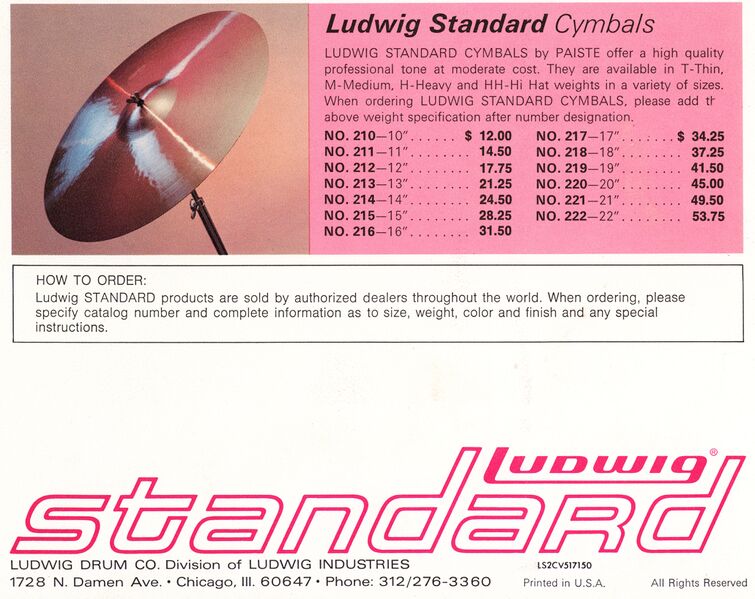 Ludwig Standard Cymbals
LUDWIG STANDARD CYMBALS by PAISTE offer a high quality
professional tone at moderate cost. They are available in T-Thin,
M-Medium, H-Heavy and HH-Hi Hat weights in a variety of sizes.
When ordering LUDWIG STANDARD CYMBALS, please add th
above weight specification after number designation.
NO. 210—10″ . . . . . . . $ 12.00
NO. 211—11″ . . . . . . . . 14.50
NO. 212—12″ . . . . . . . . 17.75
NO. 213—13″ . . . . . . . . 21.25
NO. 214—14″ . . . . . . . . 24.50
NO. 215—15″ . . . . . . . . 28.25
NO. 216—16″ . . . . . . . . 31.50
NO. 217—17″ . . . . . . . $ 34.25
NO. 218—18″ . . . . . . . . 37.25
NO. 219—19″ . . . . . . . . 41.50
NO. 220—20″ . . . . . . . . 45.00
NO. 221—21″ . . . . . . . . 49.50
NO. 222—22″ . . . . . . . . 53.75
HOW TO ORDER:
Ludwig STANDARD products are sold by authorized dealers throughout the world. When ordering, please
specify catalog number and complete information as to size, weight, color and finish and any special
instructions.
LUDWIG®
standard
LUDWIG DRUM CO. Division of LUDWIG INDUSTRIES
1728 N. Damen Ave. • Chicago, Ill. 60647 • Phone: 312/276-3360
LS2CV517150
Printed in U.S.A. All Rights Reserved